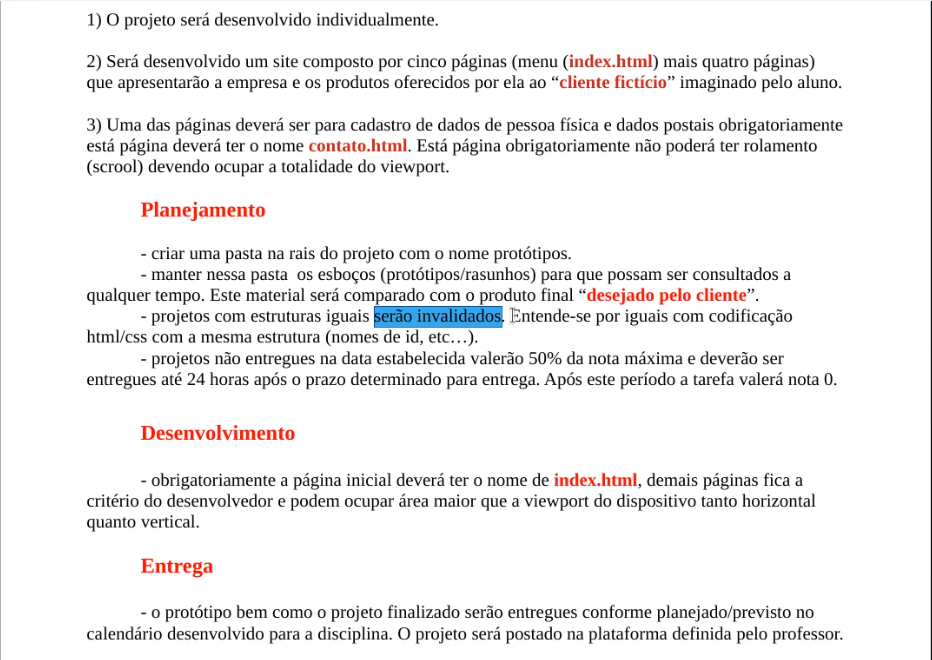 1) O projeto será desenvolvido individualmente.
2) Será desenvolvido um site composto por cinco páginas (menu (index.html) mais quatro páginas)
que apresentarão a empresa e os produtos oferecidos por ela ao “cliente fictício” imaginado pelo aluno.
3) Uma das páginas deverá ser para cadastro de dados de pessoa física e dados postais obrigatoriamente
está página deverá ter o nome contato.html. Está página obrigatoriamente não poderá ter rolamento
(scrool) devendo ocupar a totalidade do viewport.
Planejamento
- criar uma pasta na rais do projeto com o nome protótipos.
- manter nessa pasta  os esboços (protótipos/rasunhos) para que possam ser consultados a
qualquer tempo. Este material será comparado com o produto final “desejado pelo cliente”.
- projetos com estruturas iguais serão invalidados. Entende-se por iguais com codificação
html/css com a mesma estrutura (nomes de id, etc…).
- projetos não entregues na data estabelecida valerão 50% da nota máxima e deverão ser
entregues até 24 horas após o prazo determinado para entrega. Após este período a tarefa valerá nota 0.
Desenvolvimento
- obrigatoriamente a página inicial deverá ter o nome de index.html, demais páginas fica a
critério do desenvolvedor e podem ocupar área maior que a viewport do dispositivo tanto horizontal
quanto vertical.
Entrega
- o protótipo bem como o projeto finalizado serão entregues conforme planejado/previsto no
calendário desenvolvido para a disciplina. O projeto será postado na plataforma definida pelo professor.